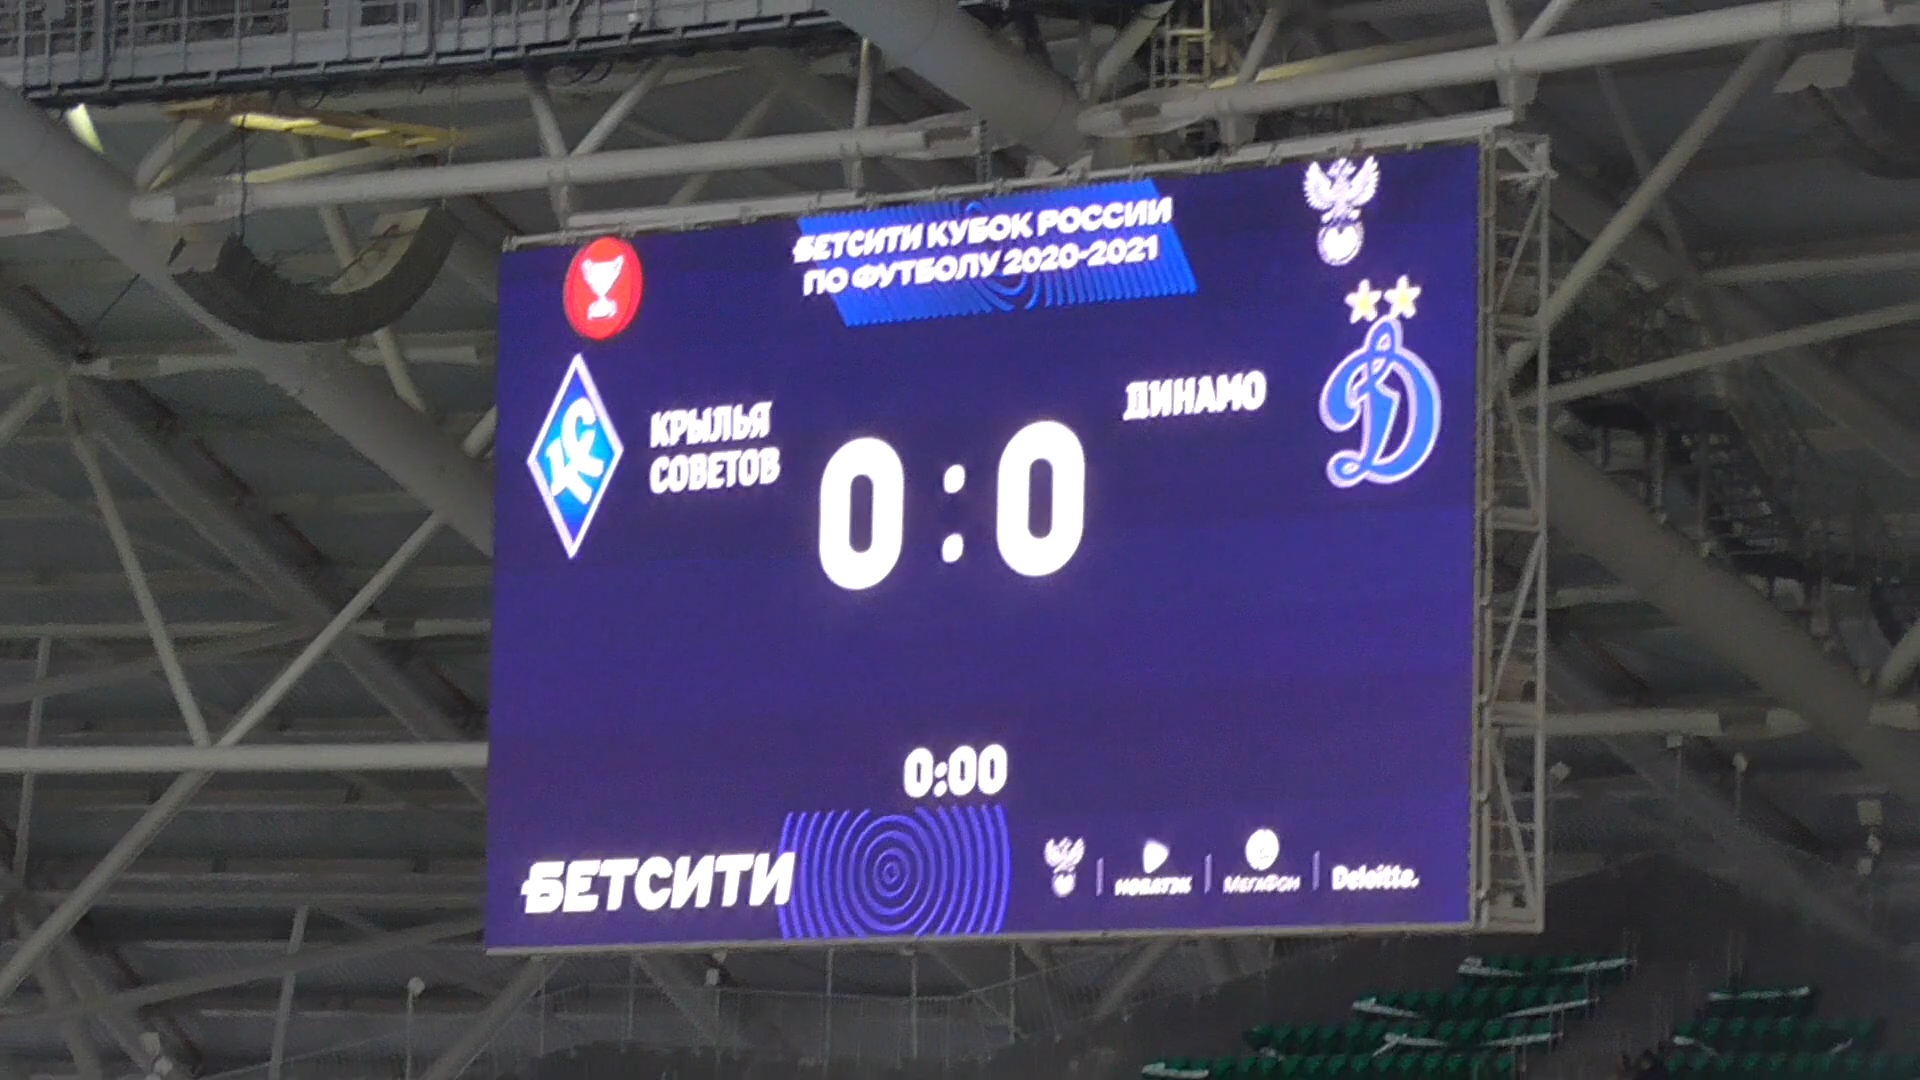 БЕТСИТИ КУБОК РОССИИ
ПО ФУТБОЛУ 2020-2021
КРЫЛЬЯ
СОВЕТОВ
0 : 0
ДИНАМО
0:00
БЕТСИТИ
НОВАТЭК
МЕГАФОН
Deloitte.